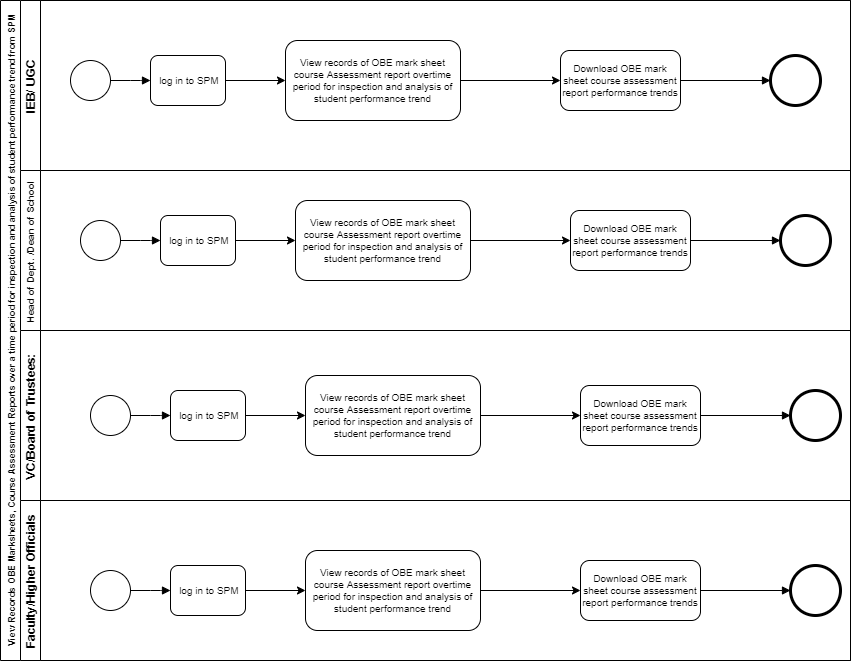 View Records OBE Marksheets, Course Assessment Reports over a time period for inspection and analysis of student performance trend from SPM
IEB/ UGC
log in to SPM
View records of OBE mark sheet
course Assessment report overtime
period for inspection and analysis of
student performance trend
Download OBE mark
sheet course assessment
report performance trends
Head of Dept. /Dean of School
log in to SPM
View records of OBE mark sheet
course Assessment report overtime
period for inspection and analysis of
student performance trend
Download OBE mark
sheet course assessment
report performance trends
VC/Board of Trustees:
log in to SPM
View records of OBE mark sheet
course Assessment report overtime
period for inspection and analysis of
student performance trend
Download OBE mark
sheet course assessment
report performance trends
Faculty/Higher Officials
log in to SPM
View records of OBE mark sheet
course Assessment report overtime
period for inspection and analysis of
student performance trend
Download OBE mark
sheet course assessment
report performance trends